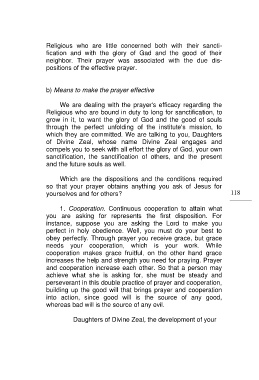 Religious who are little concerned both with their sancti-
fication and with the glory of Gad and the good of their
neighbor. Their prayer was associated with the due dis-
positions of the effective prayer.
b) Means to make the prayer effective
We are dealing with the prayer's efficacy regarding the
Religious who are bound in duty to long for sanctification, to
grow in it, to want the glory of God and the good of souls
through the perfect unfolding of the institute's mission, to
which they are committed. We are talking to you, Daughters
of Divine Zeal, whose name Divine Zeal engages and
compels you to seek with all effort the glory of God, your own
sanctification, the sanctification of others, and the present
and the future souls as well.
Which are the dispositions and the conditions required
so that your prayer obtains anything you ask of Jesus for
yourselves and for others?
118
1. Cooperation. Continuous cooperation to attain what
you are asking for represents the first disposition. For
instance, suppose you are asking the Lord to make you
perfect in holy obedience. Well, you must do your best to
obey perfectly. Through prayer you receive grace, but grace
needs your cooperation, which is your work. While
cooperation makes grace fruitful, on the other hand grace
increases the help and strength you need for praying. Prayer
and cooperation increase each other. So that a person may
achieve what she is asking for, she must be steady and
perseverant in this double practice of prayer and cooperation,
building up the good will that brings prayer and cooperation
into action, since good will is the source of any good,
whereas bad will is the source of any evil.
Daughters of Divine Zeal, the development of your